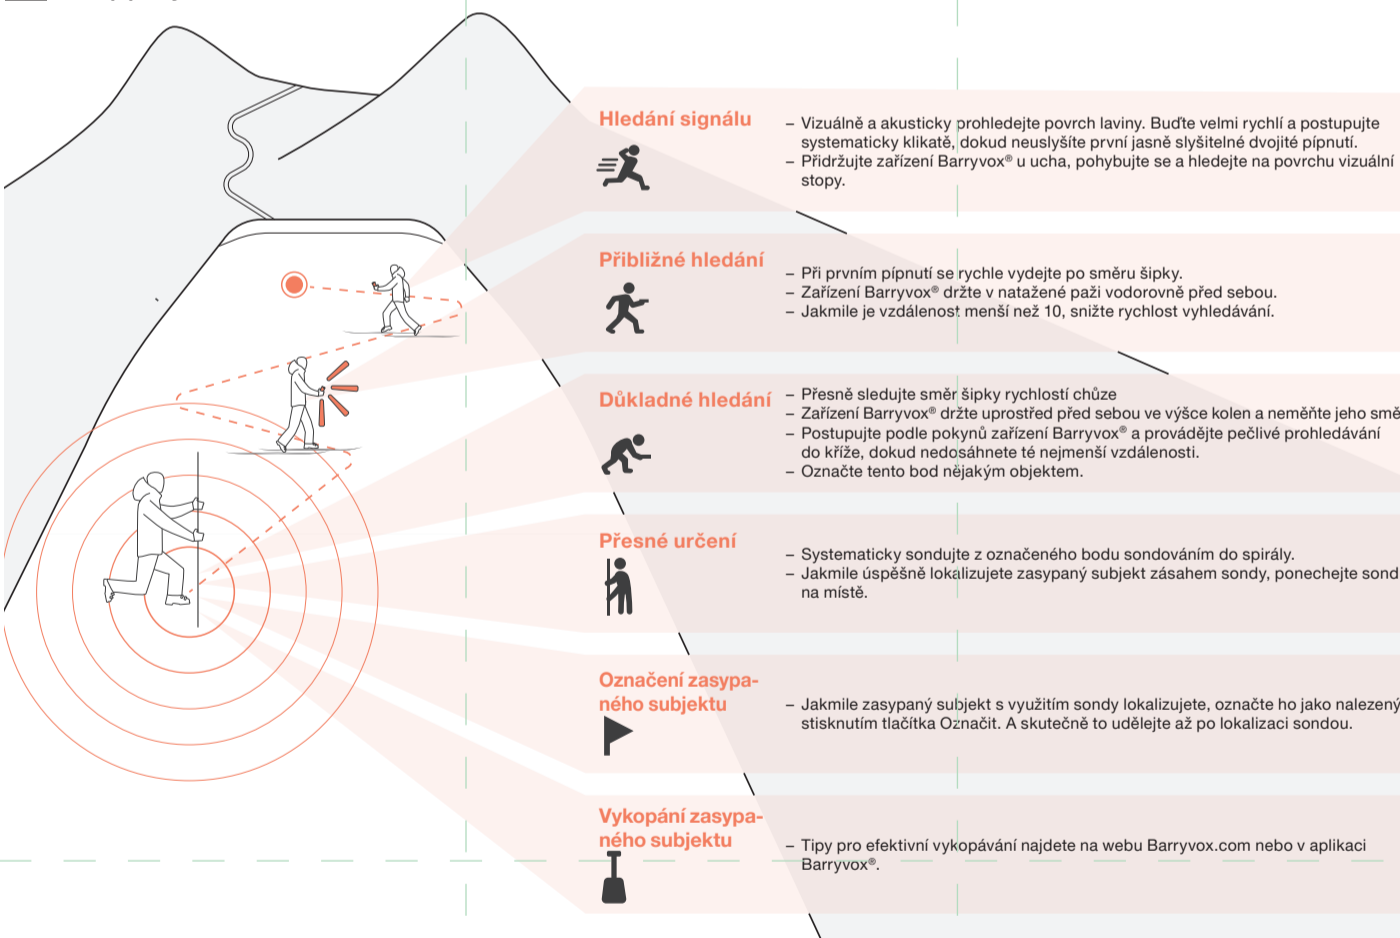 Hledání signálu
– Vizuálně a akusticky prohledejte povrch laviny. Buďte velmi rychlí a postupujte
systematicky klikatě, dokud neuslyšíte první jasně slyšitelné dvojité pípnutí.
– Přidržujte zařízení Barryvox® u ucha, pohybujte se a hledejte na povrchu vizuální
stopy.
Přibližné hledání
– Při prvním pípnutí se rychle vydejte po směru šipky.
– Zařízení Barryvox® držte v natažené paži vodorovně před sebou.
– Jakmile je vzdálenost menší než 10, snižte rychlost vyhledávání.
Důkladné hledání
– Přesně sledujte směr šipky rychlostí chůze
– Zařízení Barryvox® držte uprostřed před sebou ve výšce kolen a neměňte jeho smě
– Postupujte podle pokynů zařízení Barryvox® a provádějte pečlivé prohledávání
do kříže, dokud nedosáhnete té nejmenší vzdálenosti.
– Označte tento bod nějakým objektem.
Přesné určení
– Systematicky sondujte z označeného bodu sondováním do spirály.
– Jakmile úspěšně lokalizujete zasypaný subjekt zásahem sondy, ponechejte sond
na místě.
Označení zasypa-
ného subjektu
– Jakmile zasypaný subjekt s využitím sondy lokalizujete, označte ho jako nalezený
stisknutím tlačítka Označit. A skutečně to udělejte až po lokalizaci sondou.
Vykopání zasypa-
ného subjektu
– Tipy pro efektivní vykopávání najdete na webu Barryvox.com nebo v aplikaci
Barryvox®.